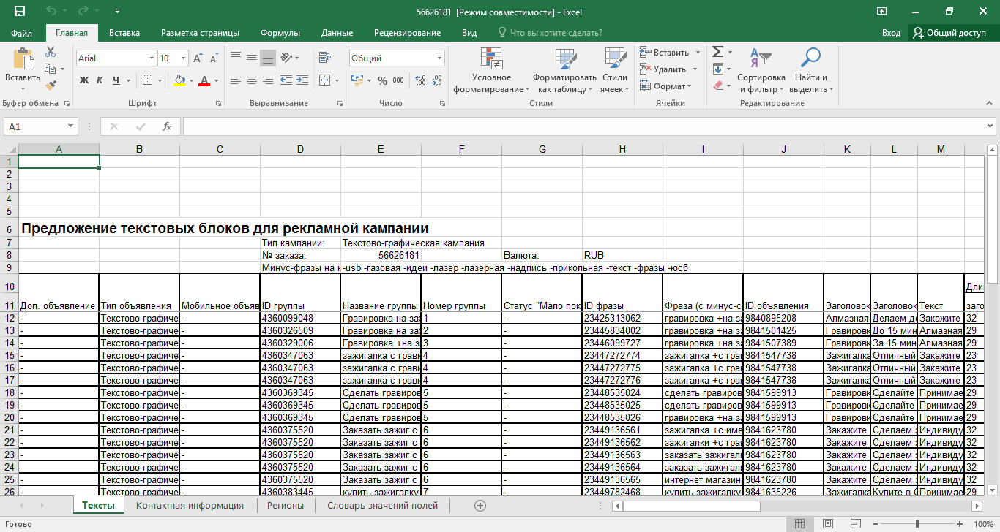 56626181 [Режим совместимости] - Excel
Файл Главная Вставка Разметка страницы Формулы Данные Рецензирование Вид Что вы хотите сделать? Вход Общий доступ
Вставить Arial 10 Общий Условное форматирование Форматировать как таблицу Стили ячеек Вставить Удалить Формат Сортировка и фильтр Найти и выделить
Ж К Ч % 000
Буфер обмена Шрифт Выравнивание Число Стили Ячейки Редактирование
A1 fx
A B C D E F G H I J K L M
1
2
3
4
5
6 Предложение текстовых блоков для рекламной кампании
7 Тип кампании: Текстово-графическая кампания
8 № заказа: 56626181 Валюта: RUB
9 Минус-фразы на к -usb -газовая -идеи -лазер -лазерная -надпись -прикольная -текст -фразы -юсб
10 Дли
11 Доп. объявление Тип объявления Мобильное объяв ID группы Название группы Номер группы Статус "Мало пок ID фразы Фраза (с минус-с ID объявления Заголовок Заголовок Текст заго
12 - Текстово-графиче - 4360099048 Гравировка на заж 1 - 23425313062 гравировка +на за 9840895208 Алмазная Делаем до Закажите 32
13 - Текстово-графиче - 4360326509 Гравировка на заж 2 - 23445834002 гравировка +на за 9841501425 Гравировк До 15 мин Алмазная 29
14 - Текстово-графиче - 4360329006 Гравировка +на з 3 - 23446099727 гравировка +на за 9841507389 Гравировк За 15 мин Алмазная 29
15 - Текстово-графиче - 4360347063 зажигалка с грави 4 - 23447272774 зажигалка +с грав 9841547738 Зажигалка Отличный Закажите 23
16 - Текстово-графиче - 4360347063 зажигалка с грави 4 - 23447272775 зажигалка +с грав 9841547738 Зажигалка Отличный Закажите 23
17 - Текстово-графиче - 4360347063 зажигалка с грави 4 - 23447272776 зажигалка +с грав 9841547738 Зажигалка Отличный Закажите 23
18 - Текстово-графиче - 4360369345 Сделать гравиров 5 - 23448535024 сделать гравиров 9841599913 Гравировк Сделайте Принимае 29
19 - Текстово-графиче - 4360369345 Сделать гравиров 5 - 23448535025 сделать гравиров 9841599913 Гравировк Сделайте Принимае 29
20 - Текстово-графиче - 4360369345 Сделать гравиров 5 - 23448535026 гравировка +на за 9841599913 Гравировк Сделайте Принимае 29
21 - Текстово-графиче - 4360375520 Заказать зажиг с 6 - 23449136561 зажигалка +с име 9841623780 Закажите Сделаем Индивиду 32
22 - Текстово-графиче - 4360375520 Заказать зажиг с 6 - 23449136562 зажигалки +с грав 9841623780 Закажите Сделаем Индивиду 32
23 - Текстово-графиче - 4360375520 Заказать зажиг с 6 - 23449136563 заказать зажигалк 9841623780 Закажите Сделаем Индивиду 32
24 - Текстово-графиче - 4360375520 Заказать зажиг с 6 - 23449136564 заказать зажигалк 9841623780 Закажите Сделаем Индивиду 32
25 - Текстово-графиче - 4360375520 Заказать зажиг с 6 - 23449136565 интернет магазин 9841623780 Закажите Сделаем Индивиду 32
26 - Текстово-графиче - 4360383445 купить зажигалку 7 - 23449782468 купить зажигалку 9841635226 Зажигалка Купите в С Принимае 29
Тексты Контактная информация Регионы Словарь значений полей
Готово 100%